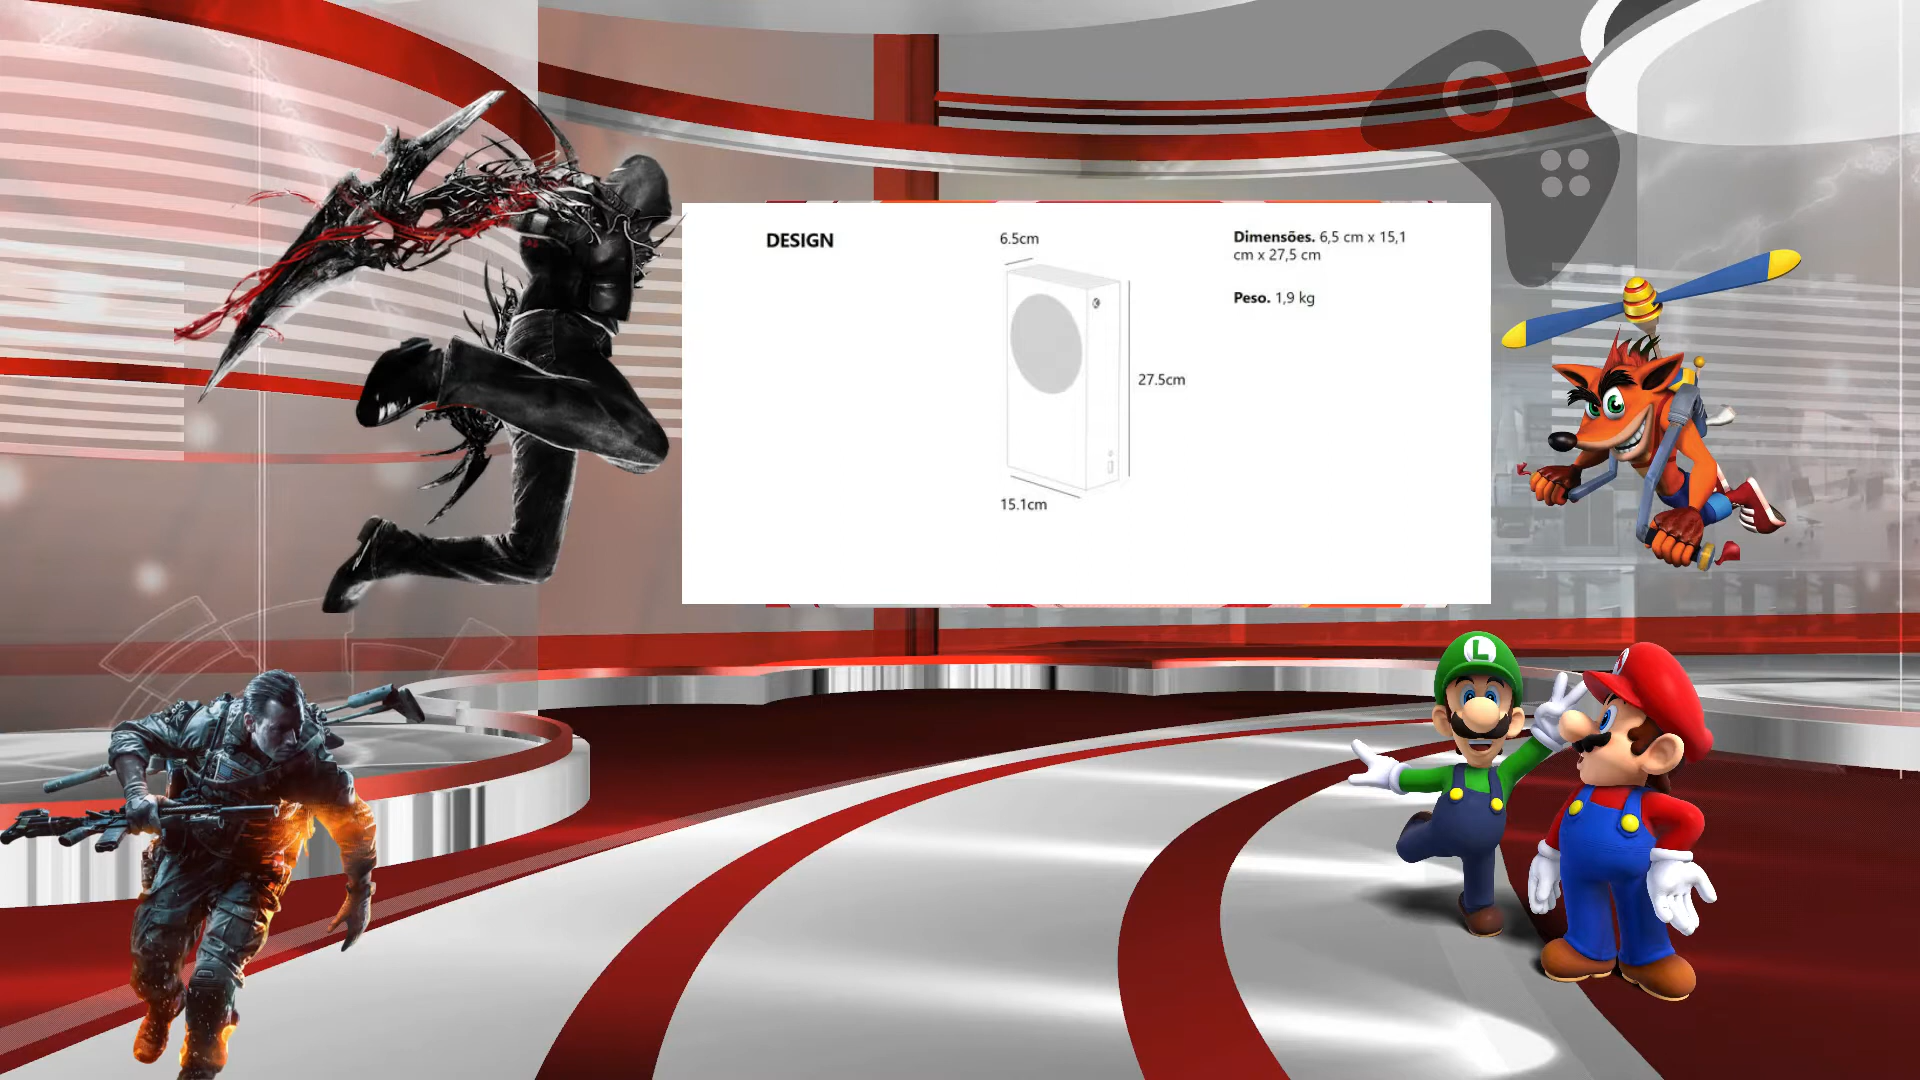 DESIGN
6.5cm
27.5cm
15.1cm
Dimensões. 6,5 cm x 15,1
cm x 27,5 cm
Peso. 1,9 kg
L